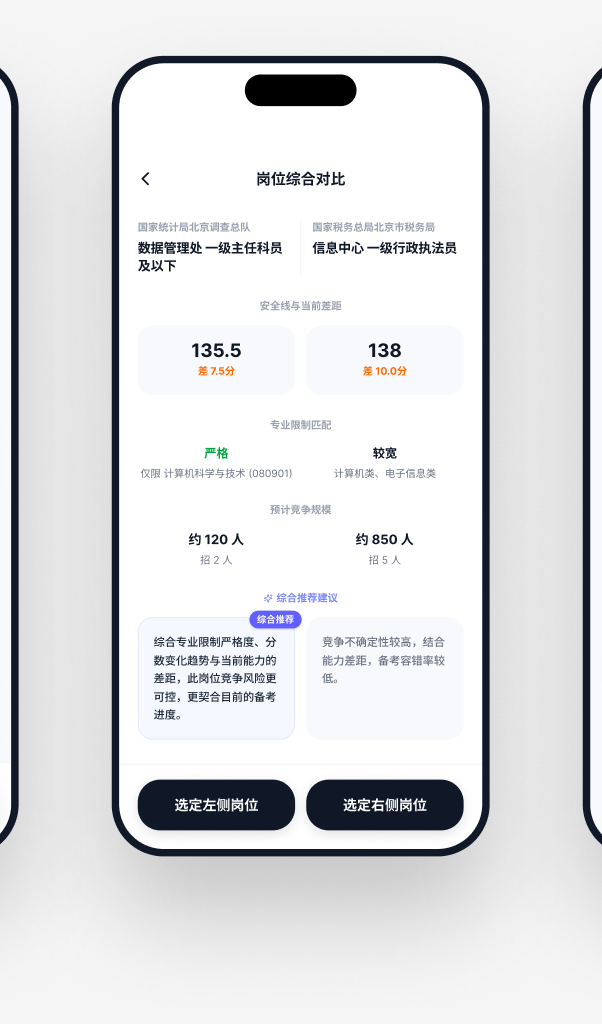 岗位综合对比
国家统计局北京调查总队
数据管理处 一级主任科员
及以下
国家税务总局北京市税务局
信息中心 一级行政执法员
安全线与当前差距
135.5
差 7.5分
138
差 10.0分
专业限制匹配
严格
仅限 计算机科学与技术 (080901)
较宽
计算机类、电子信息类
预计竞争规模
约 120 人
招 2 人
约 850 人
招 5 人
综合推荐建议
综合推荐
综合专业限制严格度、分
数变化趋势与当前能力的
差距，此岗位竞争风险更
可控，更契合目前的备考
进度。
竞争不确定性较高，结合
能力差距，备考容错率较
低。
选定左侧岗位
选定右侧岗位